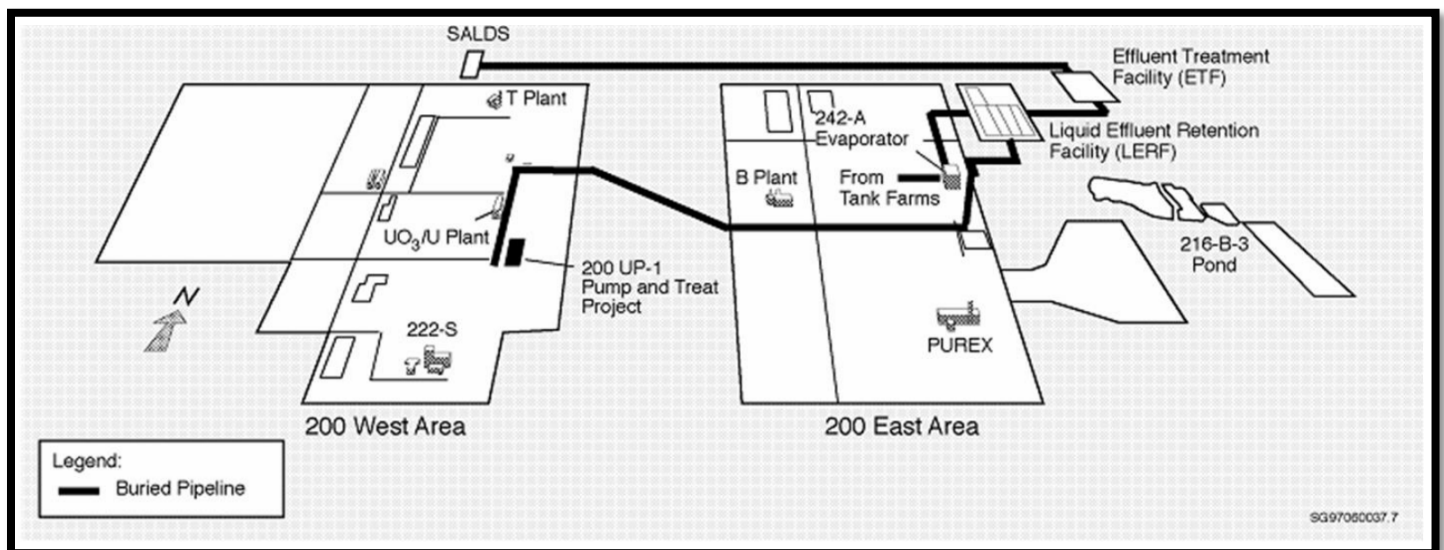 SALDS
Effluent Treatment
Facility (ETF)
T Plant
242-A
Evaporator
Liquid Effluent Retention
Facility (LERF)
B Plant
From
Tank Farms
UO₃/U Plant
216-B-3
Pond
200 UP-1
Pump and Treat
Project
N
222-S
PUREX
200 West Area
200 East Area
Legend:
Buried Pipeline
SG97060037.7